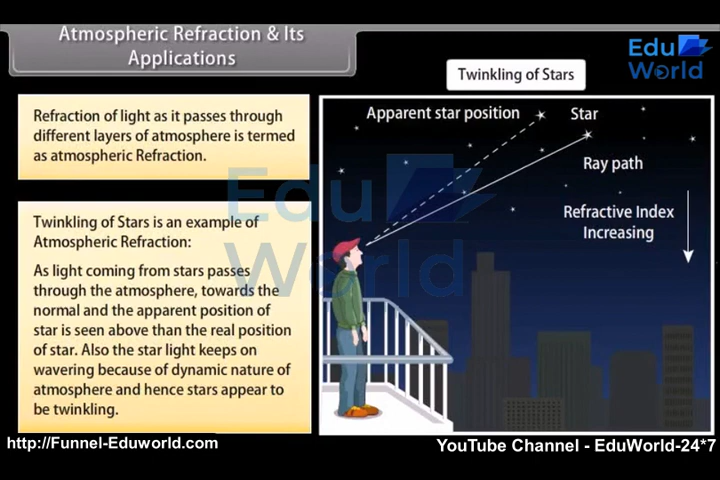 Atmospheric Refraction & Its
Applications
Edu
World
Twinkling of Stars
Refraction of light as it passes through
different layers of atmosphere is termed
as atmospheric Refraction.
Twinkling of Stars is an example of
Atmospheric Refraction:
As light coming from stars passes
through the atmosphere, towards the
normal and the apparent position of
star is seen above than the real position
of star. Also the star light keeps on
wavering because of dynamic nature of
atmosphere and hence stars appear to
be twinkling.
Apparent star position
Star
Ray path
Refractive Index
Increasing
Edu
World
http://Funnel-Eduworld.com
YouTube Channel - EduWorld-24*7